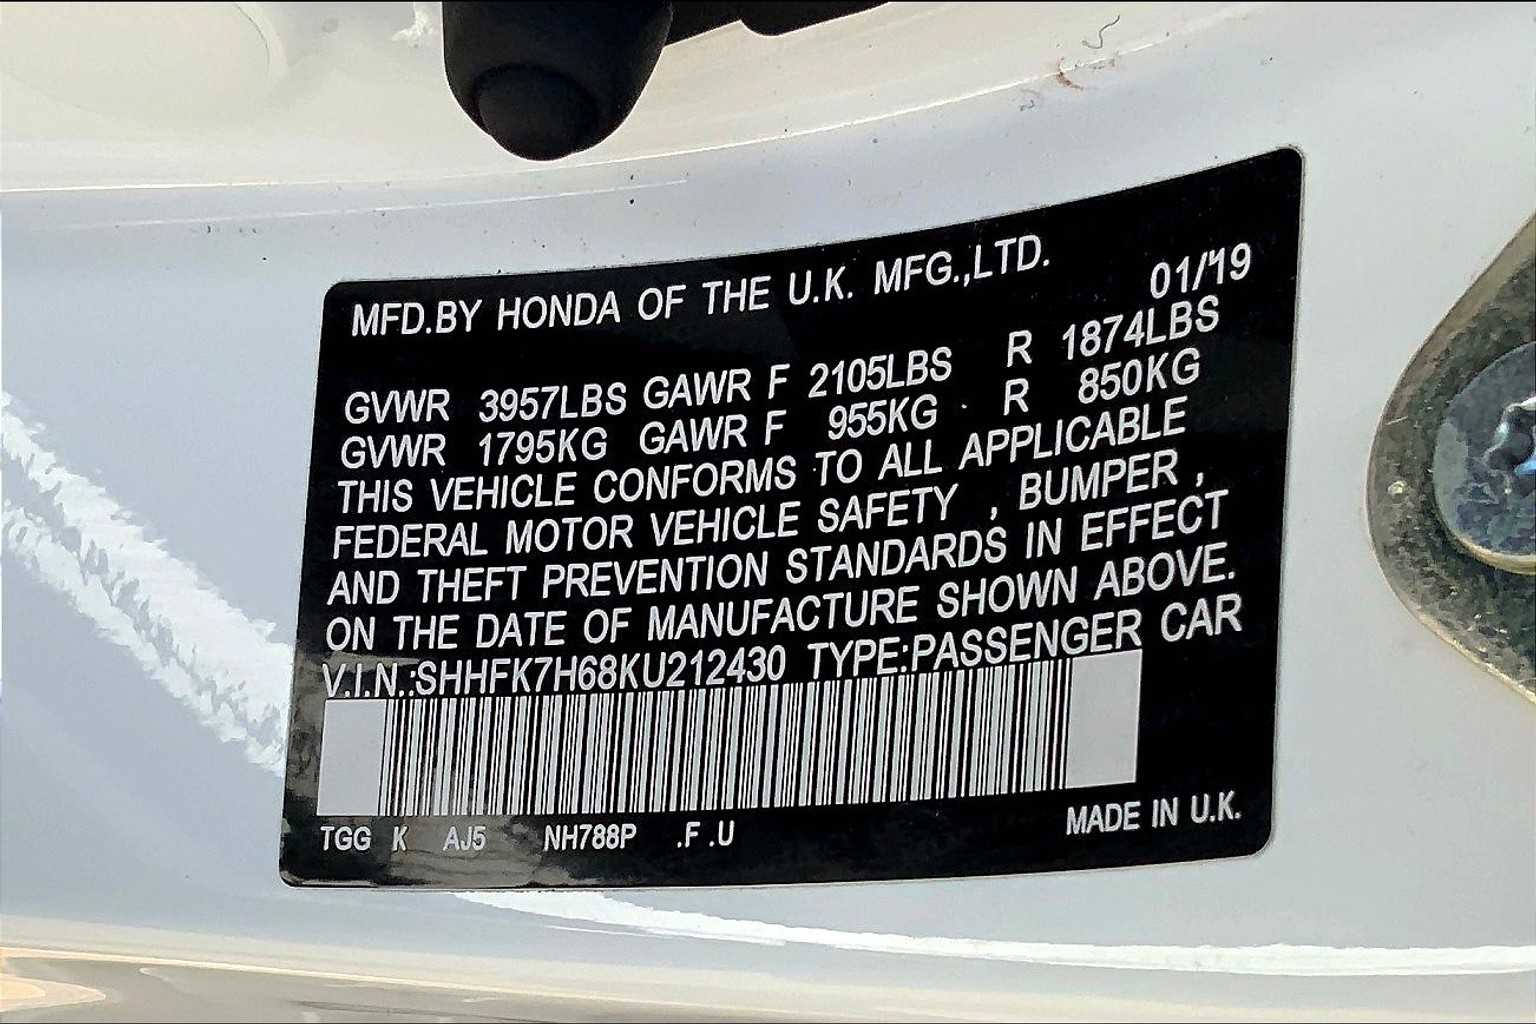 MFD.BY HONDA OF THE U.K. MFG.,LTD.
01/'19
GVWR 3957LBS GAWR F 2105LBS R 1874LBS
GVWR 1795KG GAWR F 955KG R 850KG
THIS VEHICLE CONFORMS TO ALL APPLICABLE
FEDERAL MOTOR VEHICLE SAFETY , BUMPER ,
AND THEFT PREVENTION STANDARDS IN EFFECT
ON THE DATE OF MANUFACTURE SHOWN ABOVE.
V.I.N.:SHHFK7H68KU212430 TYPE:PASSENGER CAR
TGG K AJ5 NH788P .F .U MADE IN U.K.